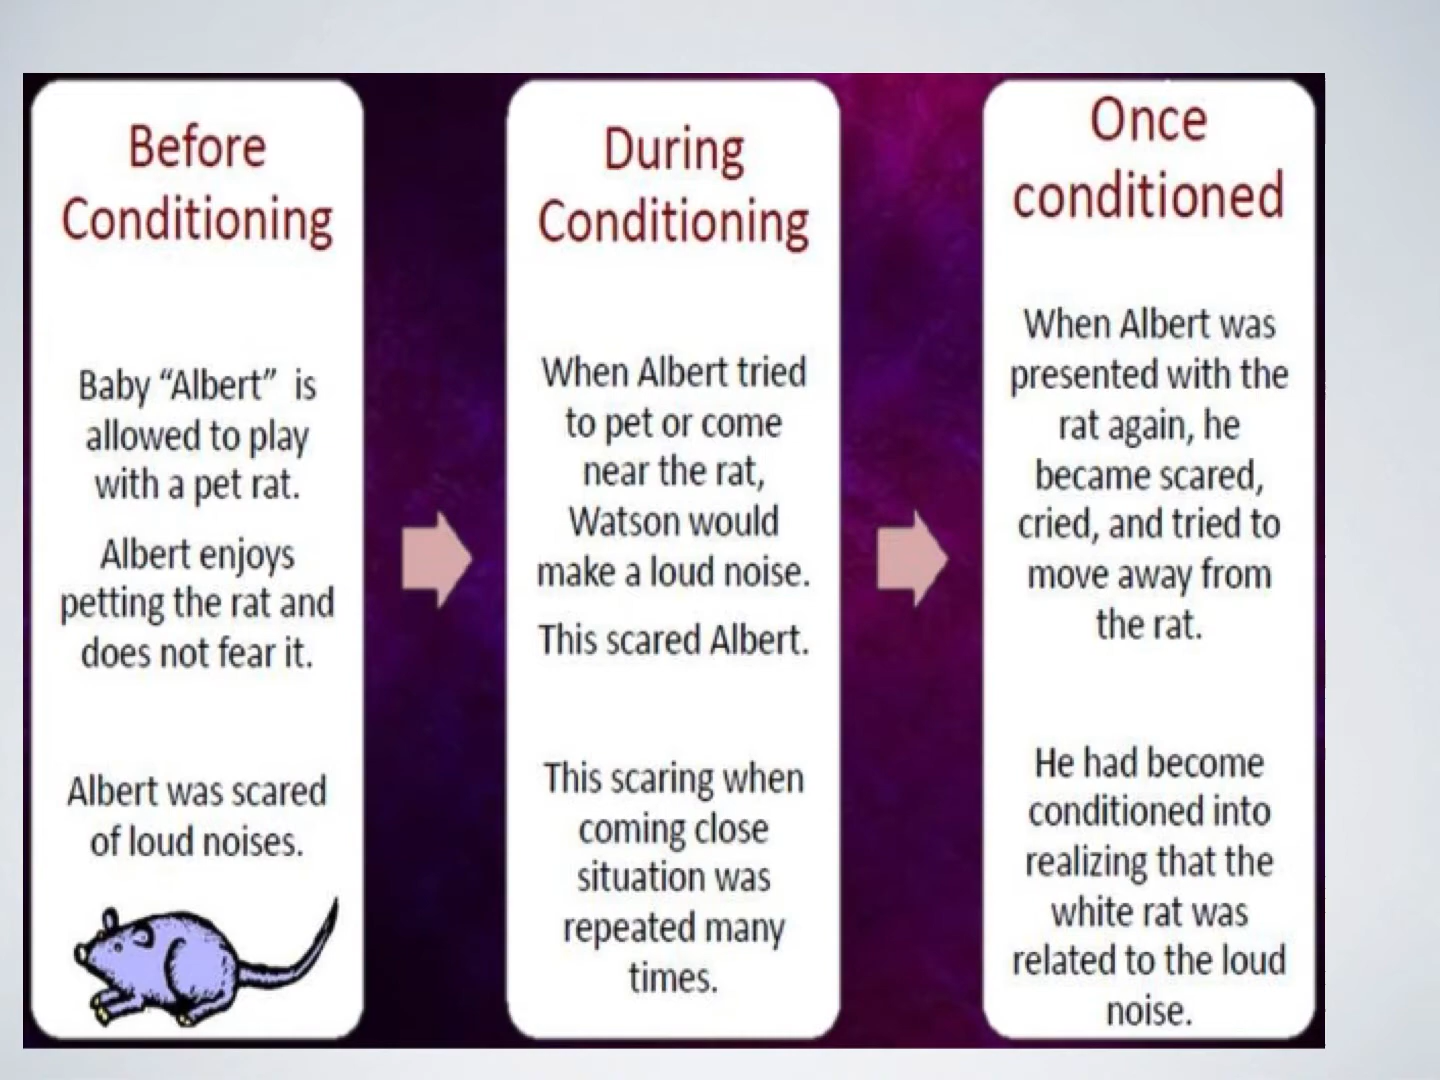 Before
Conditioning
Baby “Albert” is
allowed to play
with a pet rat.
Albert enjoys
petting the rat and
does not fear it.
Albert was scared
of loud noises.
During
Conditioning
When Albert tried
to pet or come
near the rat,
Watson would
make a loud noise.
This scared Albert.
This scaring when
coming close
situation was
repeated many
times.
Once
conditioned
When Albert was
presented with the
rat again, he
became scared,
cried, and tried to
move away from
the rat.
He had become
conditioned into
realizing that the
white rat was
related to the loud
noise.